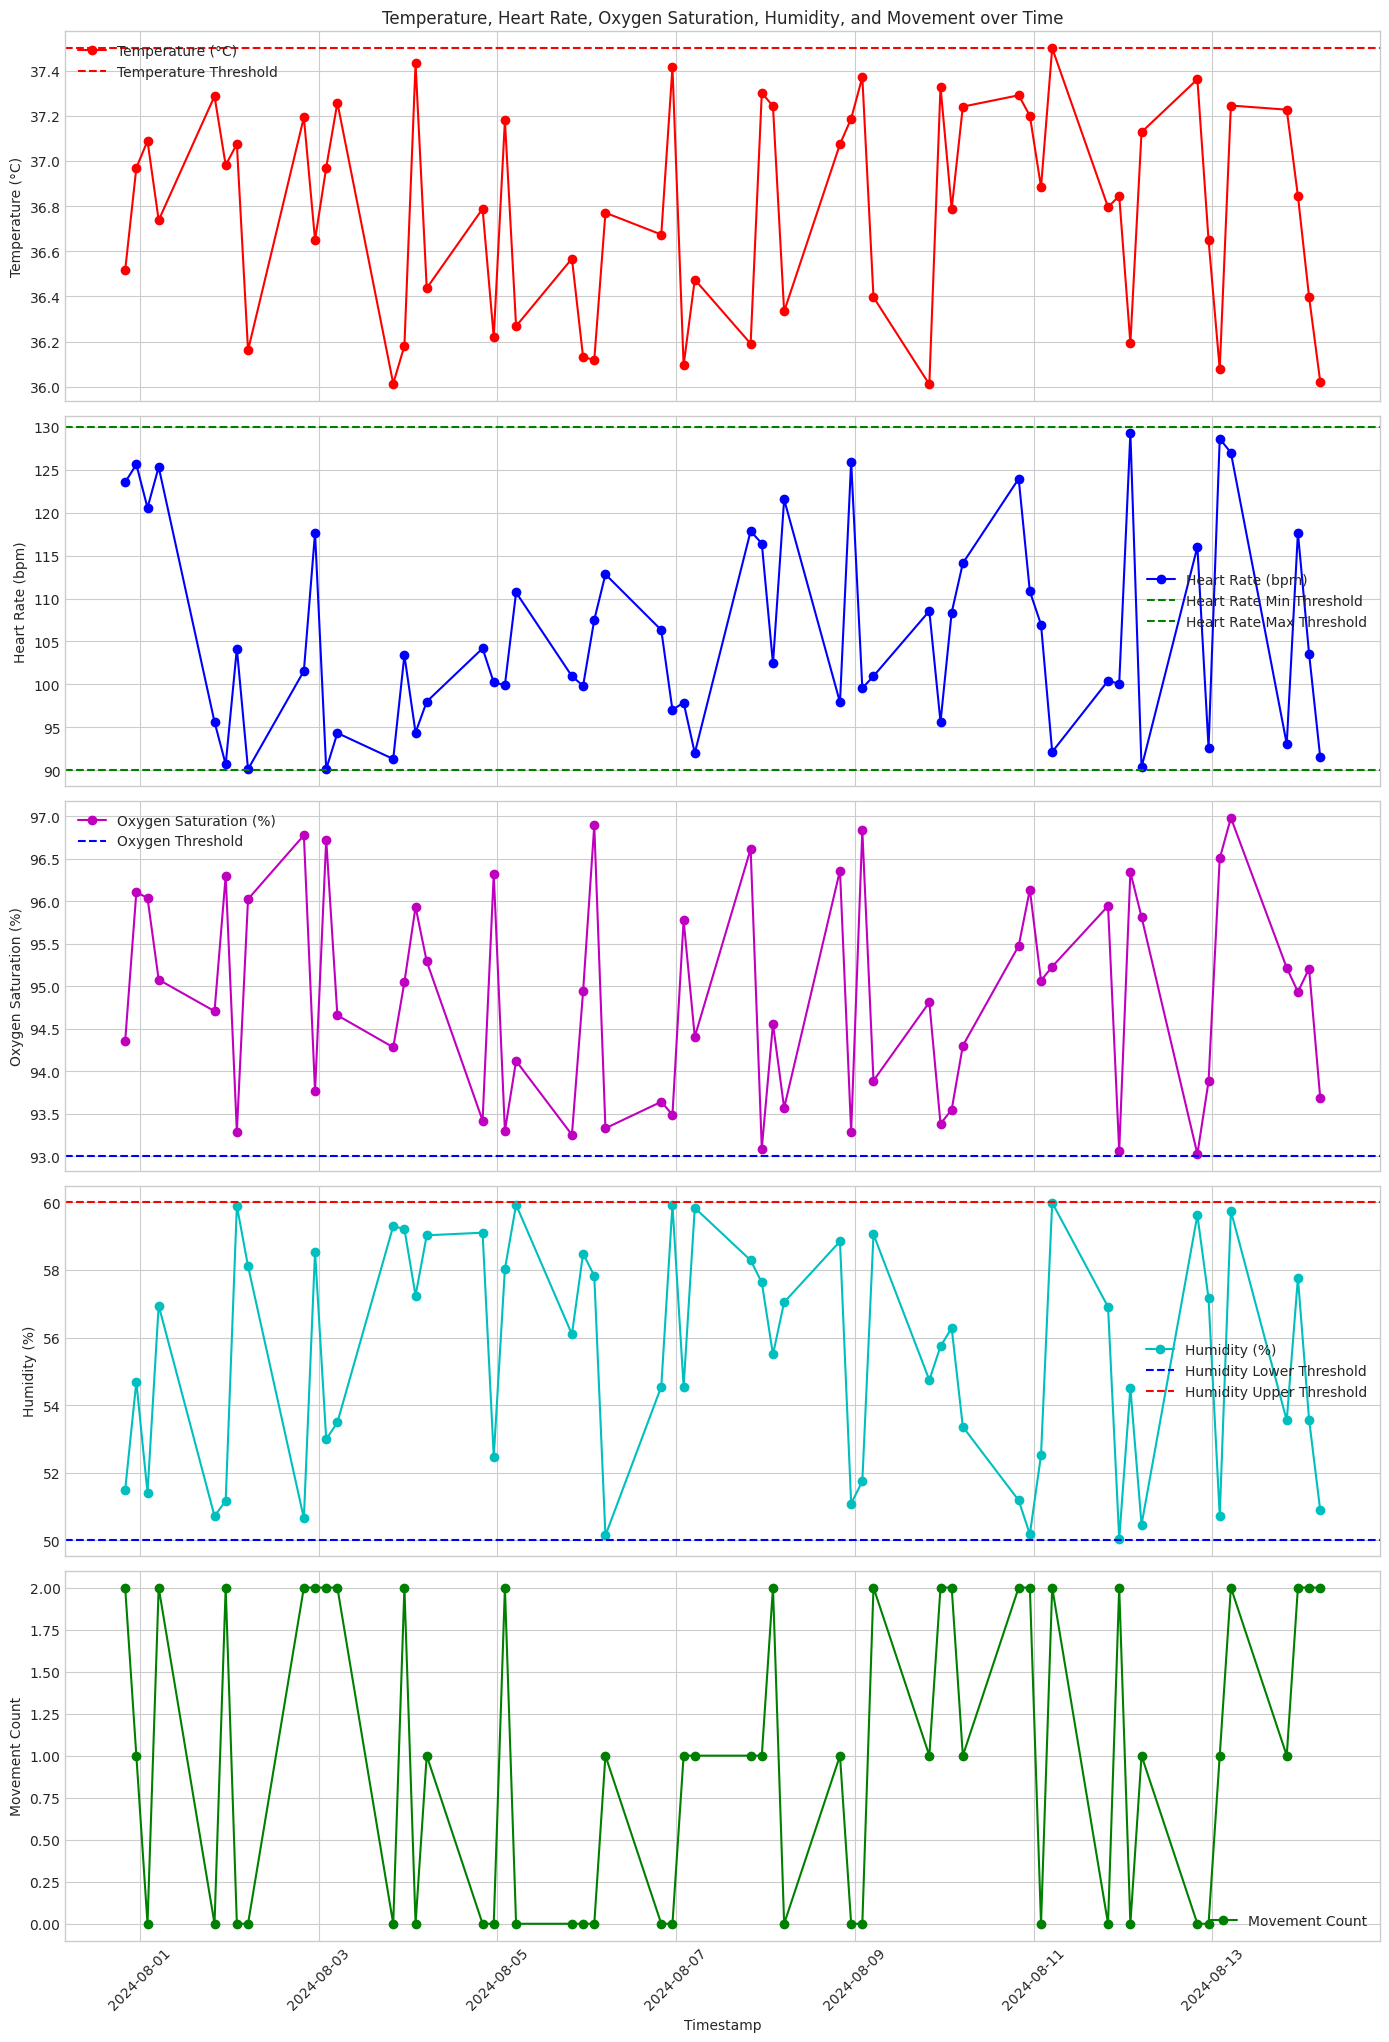 Temperature, Heart Rate, Oxygen Saturation, Humidity, and Movement over Time
Temperature (°C)
Temperature Threshold
37.4
37.2
37.0
36.8
36.6
36.4
36.2
36.0
Temperature (°C)
130
125
120
115
110
105
100
95
90
Heart Rate (bpm)
Heart Rate (bpm)
Heart Rate Min Threshold
Heart Rate Max Threshold
Oxygen Saturation (%)
Oxygen Threshold
97.0
96.5
96.0
95.5
95.0
94.5
94.0
93.5
93.0
Oxygen Saturation (%)
60
58
56
54
52
50
Humidity (%)
Humidity (%)
Humidity Lower Threshold
Humidity Upper Threshold
2.00
1.75
1.50
1.25
1.00
0.75
0.50
0.25
0.00
Movement Count
Movement Count
2024-08-01
2024-08-03
2024-08-05
2024-08-07
2024-08-09
2024-08-11
2024-08-13
Timestamp